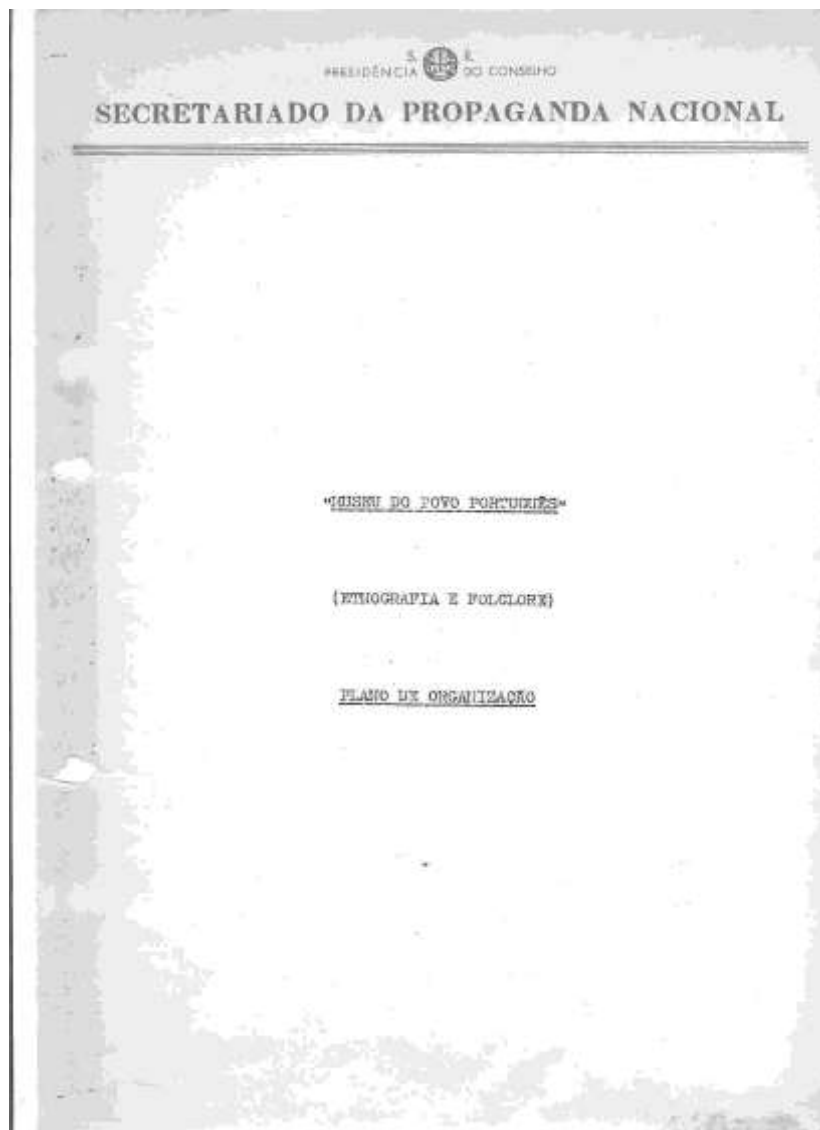 S. R.
PRESIDÊNCIA DO CONSELHO
SECRETARIADO DA PROPAGANDA NACIONAL
"MUSEU DO POVO PORTUGUÊS"
(ETNOGRAFIA E FOLCLORE)
PLANO DE ORGANIZAÇÃO